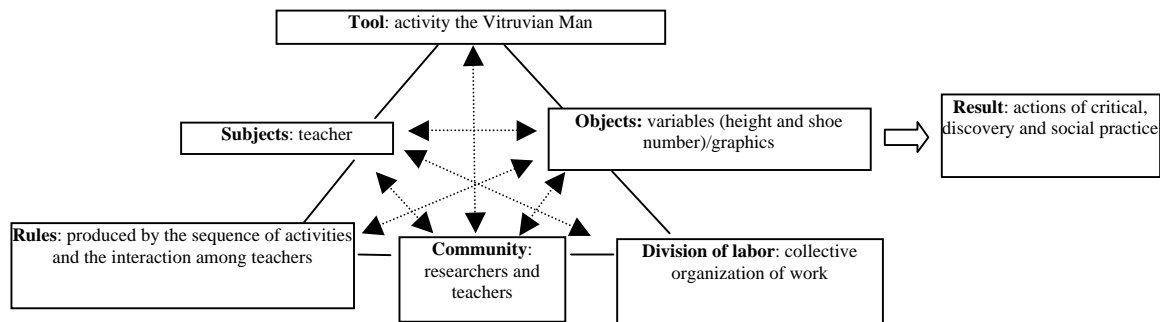 Tool: activity the Vitruvian Man
Subjects: teacher
Objects: variables (height and shoe
number)/graphics
Result: actions of critical,
discovery and social practice
Rules: produced by the sequence of activities
and the interaction among teachers
Community:
researchers and
teachers
Division of labor: collective
organization of work